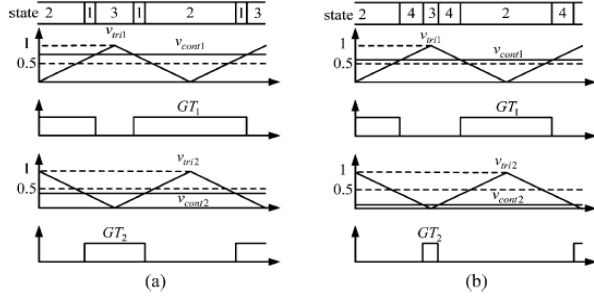 state 2 1 3 1 2 1 3
1 v_tri1 v_cont1
0.5
GT_1
1 v_tri2
0.5
v_cont2
GT_2
(a)
state 2 4 3 4 2 4
1 v_tri1 v_cont1
0.5
GT_1
1 v_tri2
0.5
v_cont2
GT_2
(b)